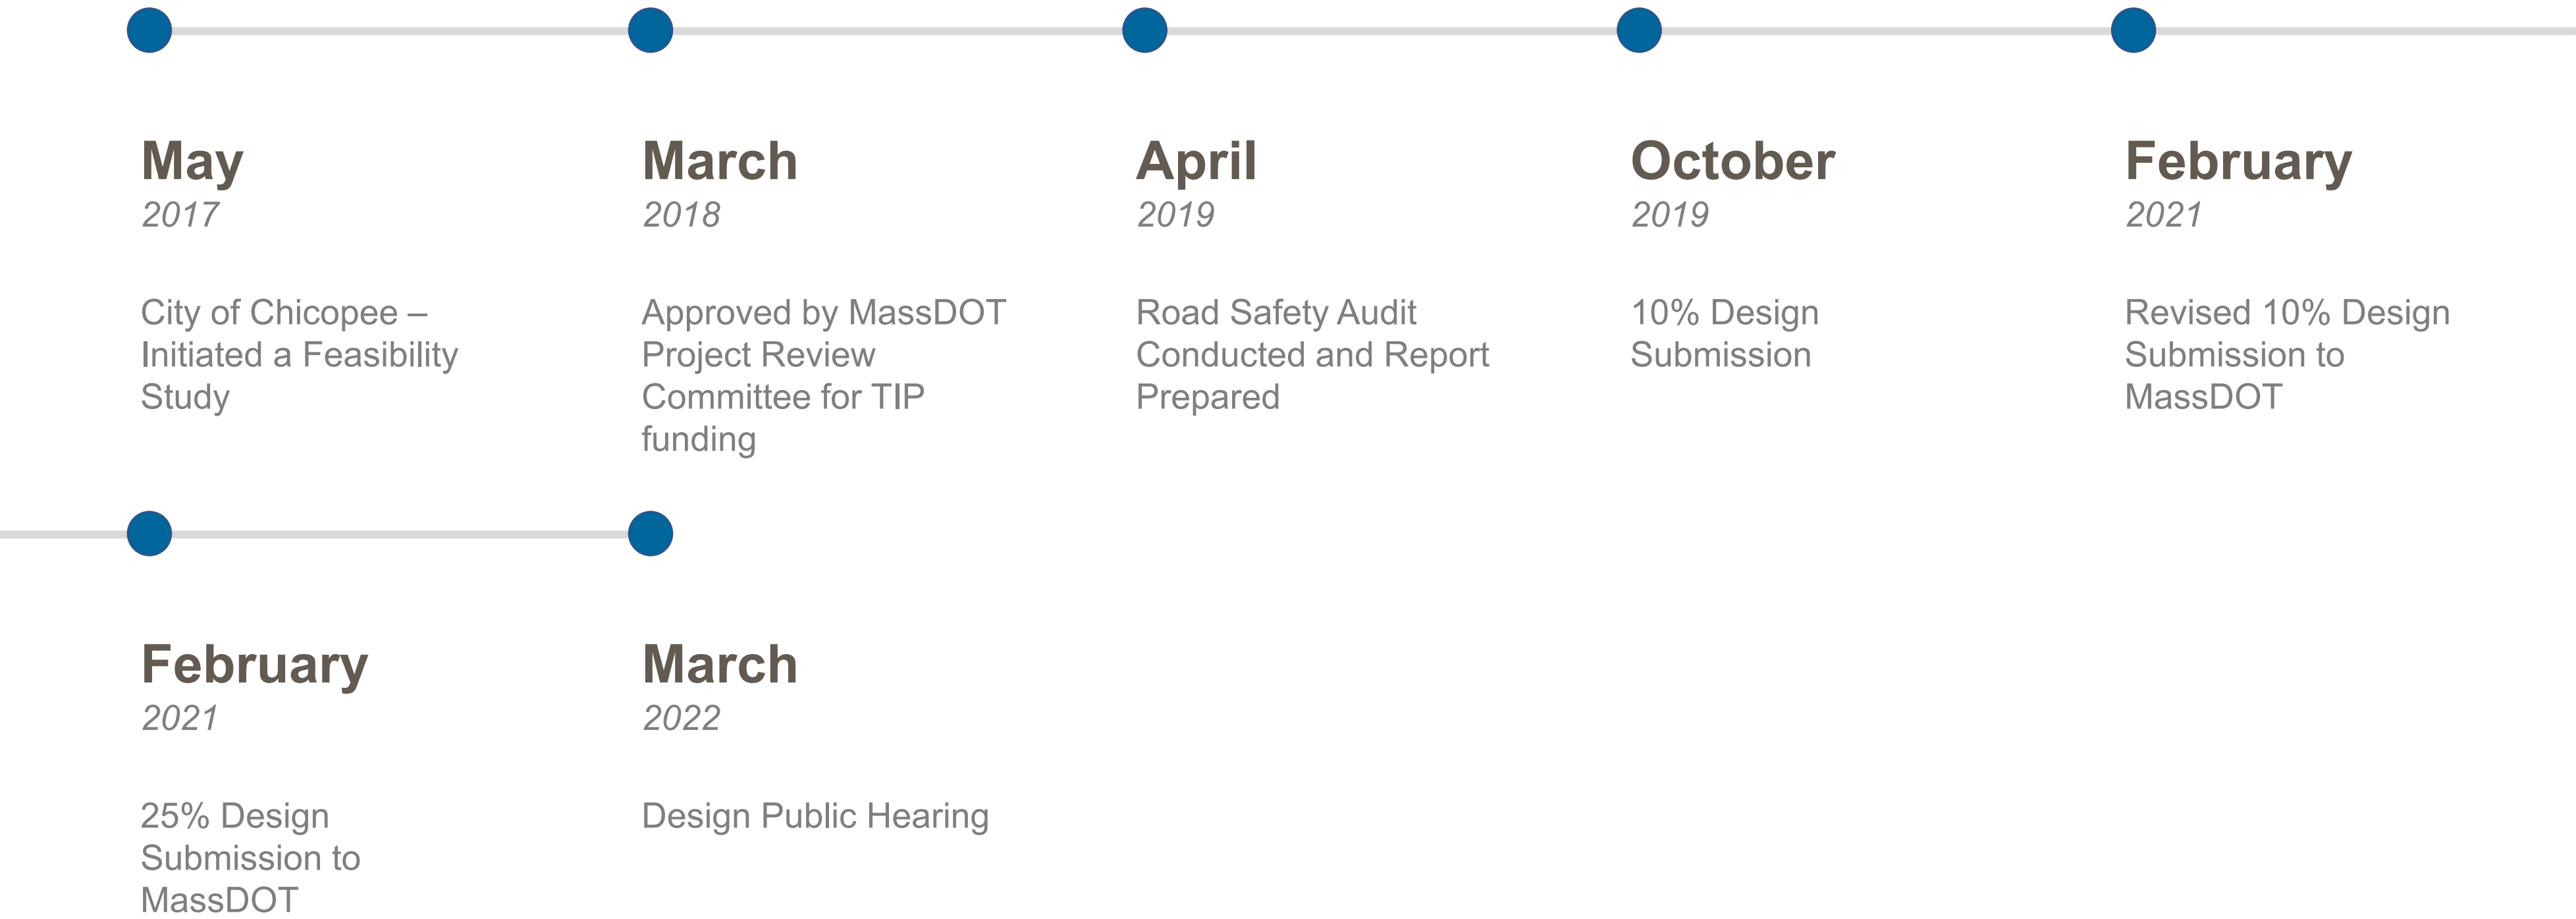 May
2017
City of Chicopee –
Initiated a Feasibility
Study
March
2018
Approved by MassDOT
Project Review
Committee for TIP
funding
April
2019
Road Safety Audit
Conducted and Report
Prepared
October
2019
10% Design
Submission
February
2021
Revised 10% Design
Submission to
MassDOT
February
2021
25% Design
Submission to
MassDOT
March
2022
Design Public Hearing